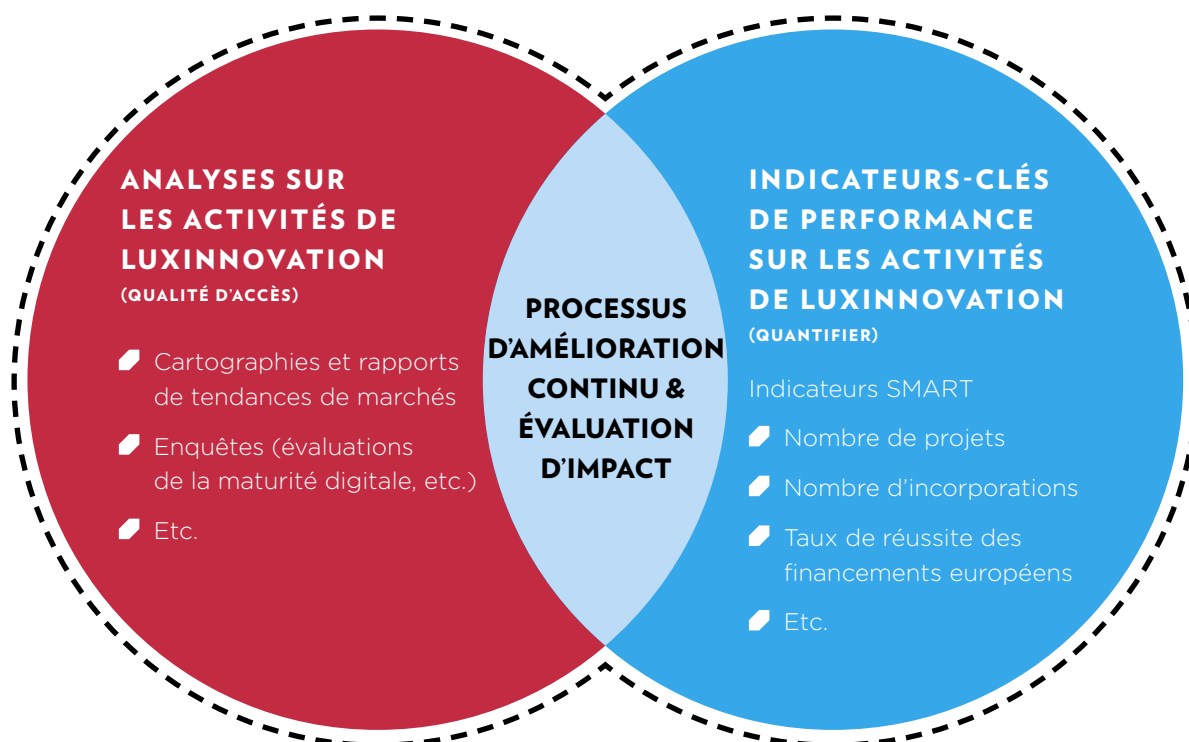 ANALYSES SUR
LES ACTIVITÉS DE
LUXINNOVATION
(QUALITÉ D'ACCÈS)
Cartographies et rapports
de tendances de marchés
Enquêtes (évaluations
de la maturité digitale, etc.)
Etc.
PROCESSUS
D'AMÉLIORATION
CONTINU &
ÉVALUATION
D'IMPACT
INDICATEURS-CLÉS
DE PERFORMANCE
SUR LES ACTIVITÉS
DE LUXINNOVATION
(QUANTIFIER)
Indicateurs SMART
Nombre de projets
Nombre d'incorporations
Taux de réussite des
financements européens
Etc.